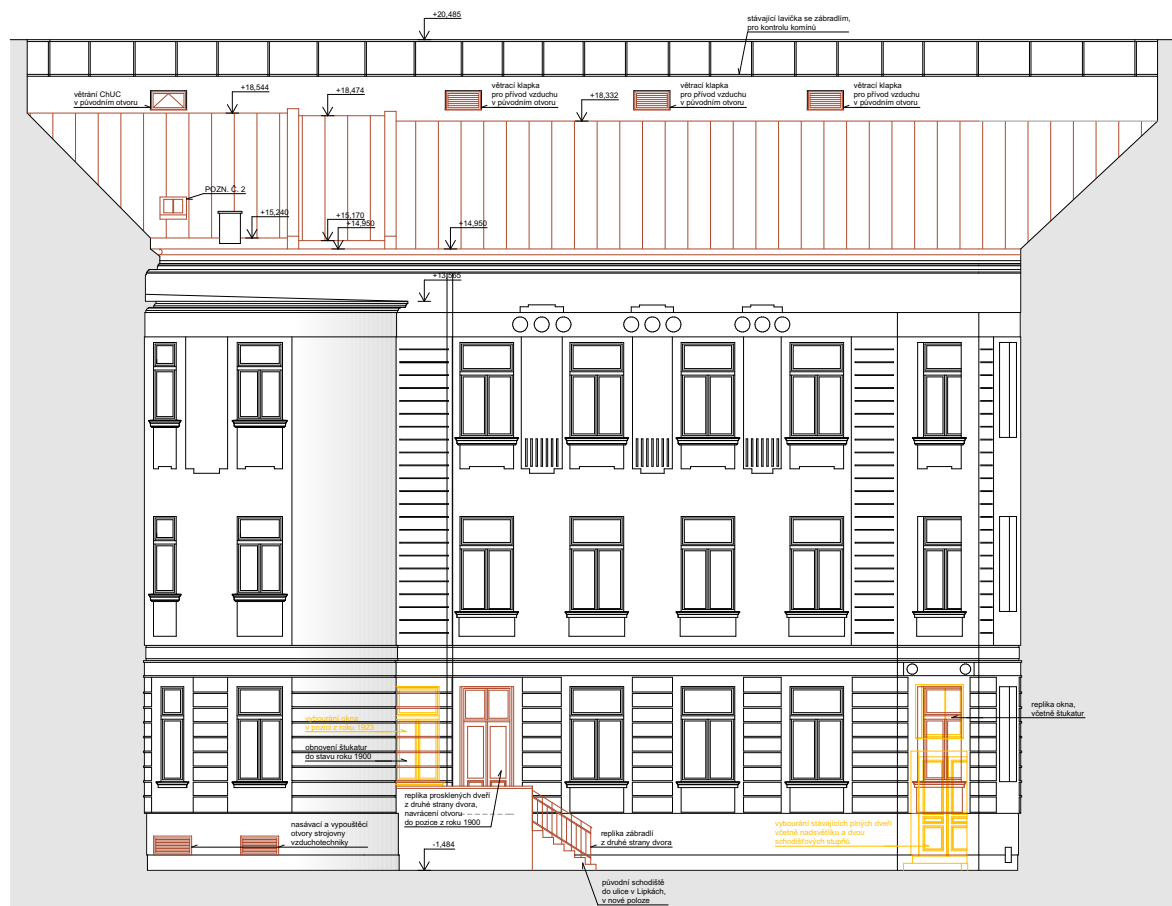 +20,485
stávající lavička se zábradlím,
pro kontrolu komínů
větrání ChUC
v původním otvoru
+18,544
+18,474
větrací klapka
pro přívod vzduchu
v původním otvoru
+18,332
větrací klapka
pro přívod vzduchu
v původním otvoru
větrací klapka
pro přívod vzduchu
v původním otvoru
POZN. Č. 2
+15,240
+15,170
+14,950
+14,950
+13,565
vybourání okna
v pozici z roku 1923
obnovení štukatur
do stavu roku 1900
replika okna,
včetně štukatur
replika prosklených dveří
z druhé strany dvora,
navrácení otvoru
do pozice z roku 1900
nasávací a vypouštěcí
otvory strojovny
vzduchotechniky
replika zábradlí
z druhé strany dvora
vybourání stávajících plných dveří
včetně nadsvětlíku a dvou
schodišťových stupňů
-1,484
původní schodiště
do ulice v Lipkách,
v nové poloze